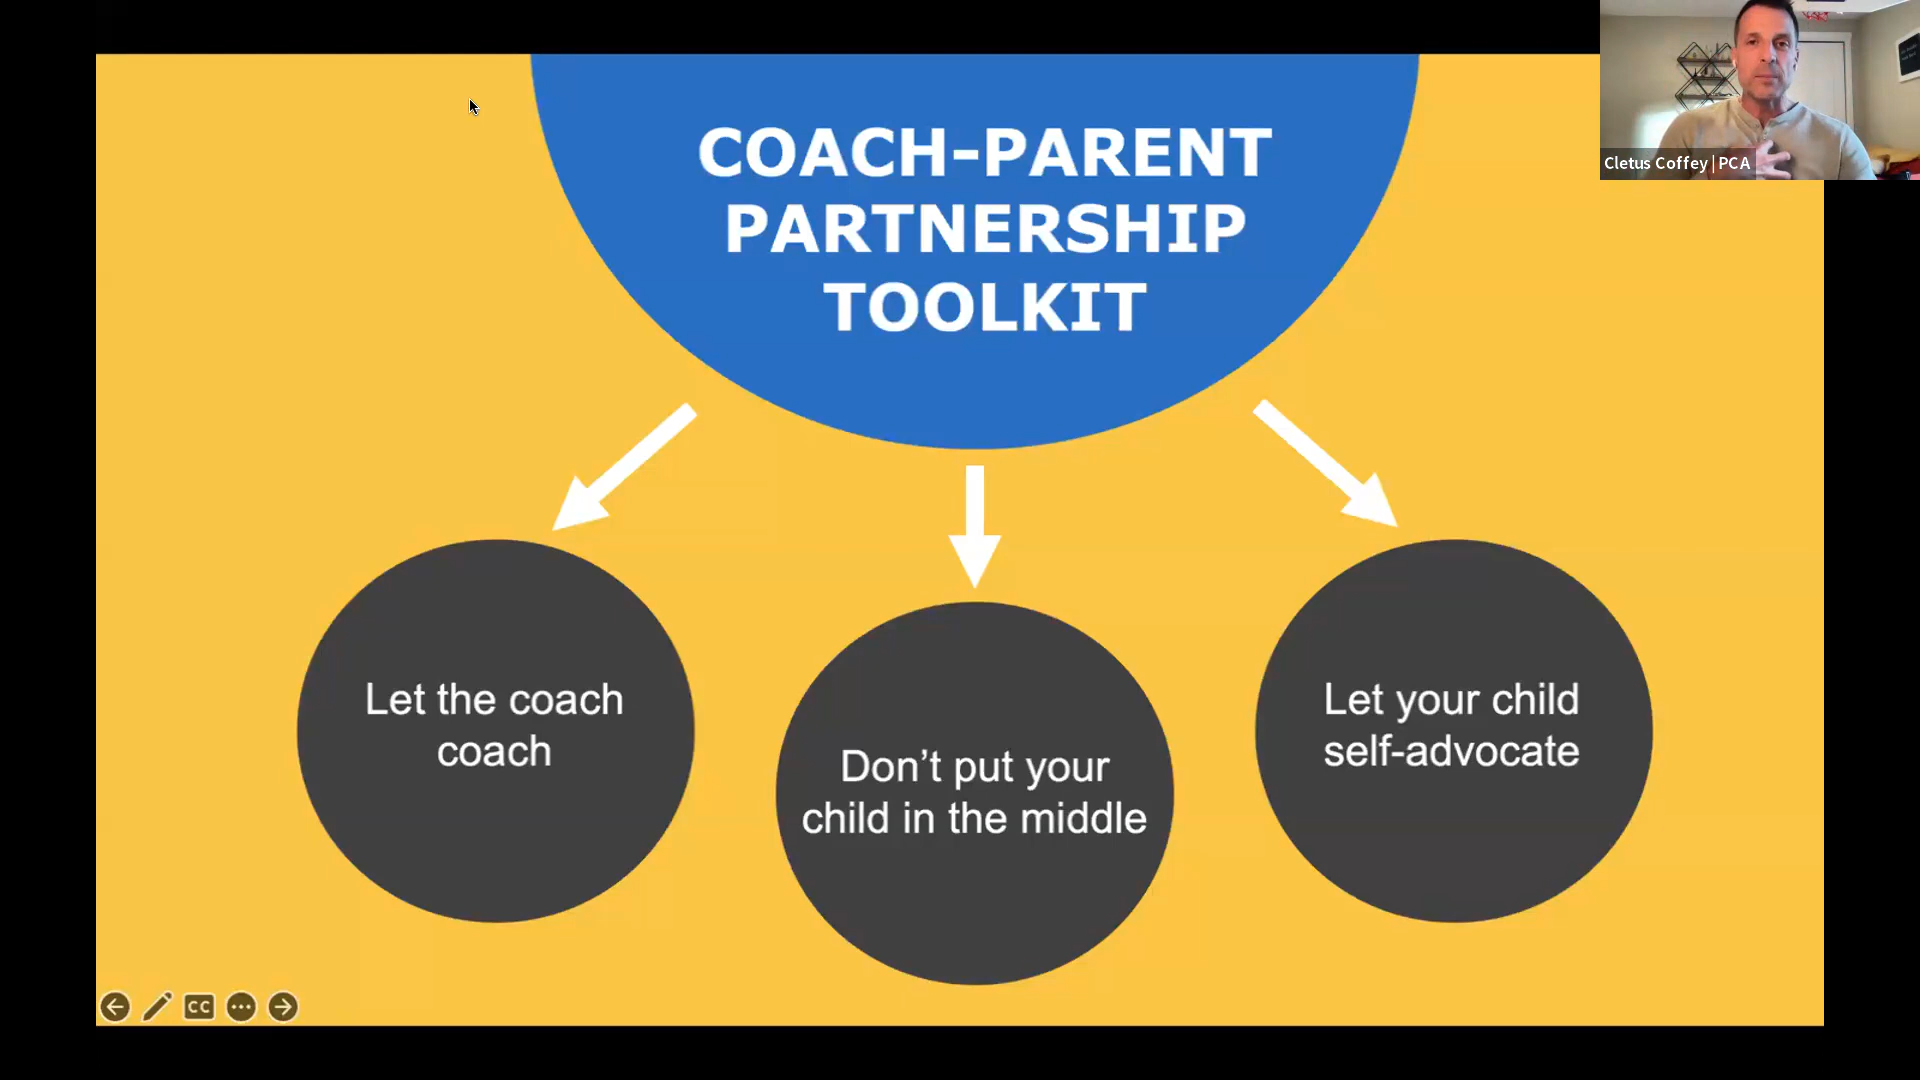 COACH-PARENT
PARTNERSHIP
TOOLKIT
Let the coach
coach
Don’t put your
child in the middle
Let your child
self-advocate
Cletus Coffey | PCA
CC